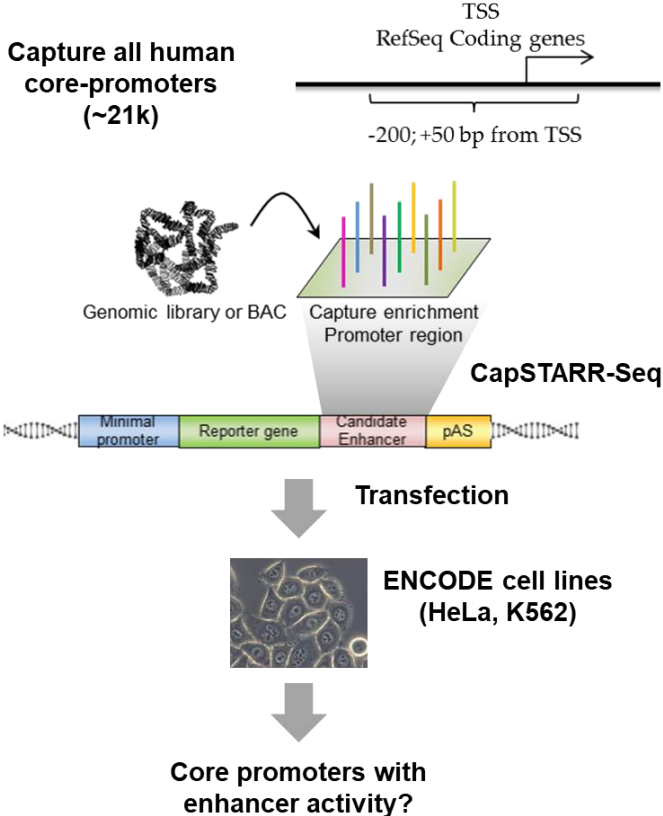 TSS
RefSeq Coding genes
Capture all human
core-promoters
(~21k)
-200; +50 bp from TSS
Genomic library or BAC
Capture enrichment
Promoter region
CapSTARR-Seq
Minimal
promoter
Reporter gene
Candidate
Enhancer
pAS
Transfection
ENCODE cell lines
(HeLa, K562)
Core promoters with
enhancer activity?